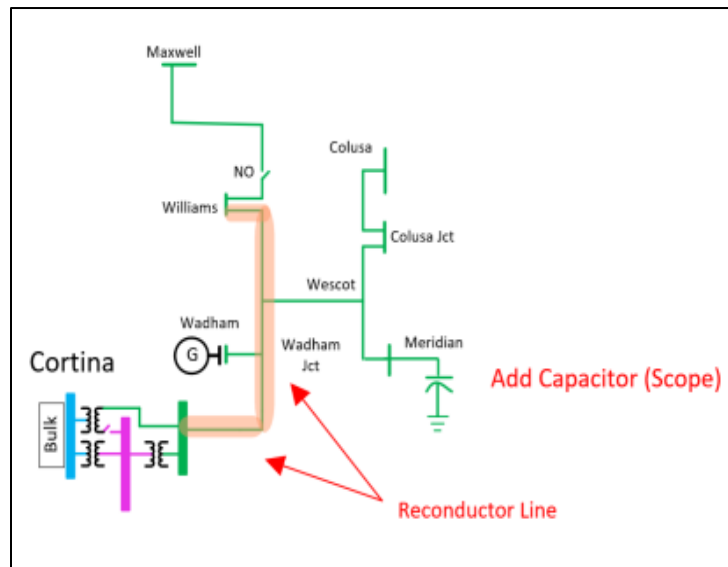 Maxwell
NO
Colusa
Williams
Colusa Jct
Wescot
Wadham
G
Wadham
Jct
Meridian
Cortina
Add Capacitor (Scope)
Bulk
Reconductor Line